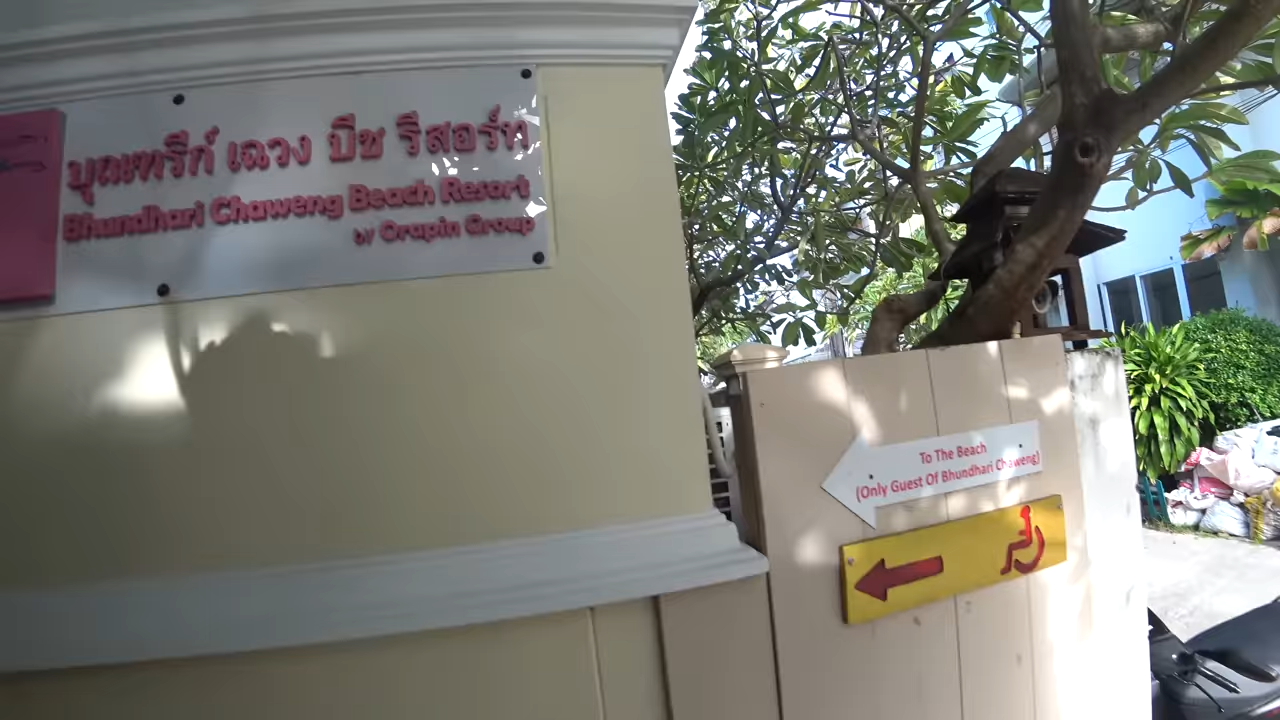 บุณฑรีก์ เฉวง บีช รีสอร์ท
Bhundhari Chaweng Beach Resort
by Orapin Group
To The Beach
(Only Guest Of Bhundhari Chaweng)